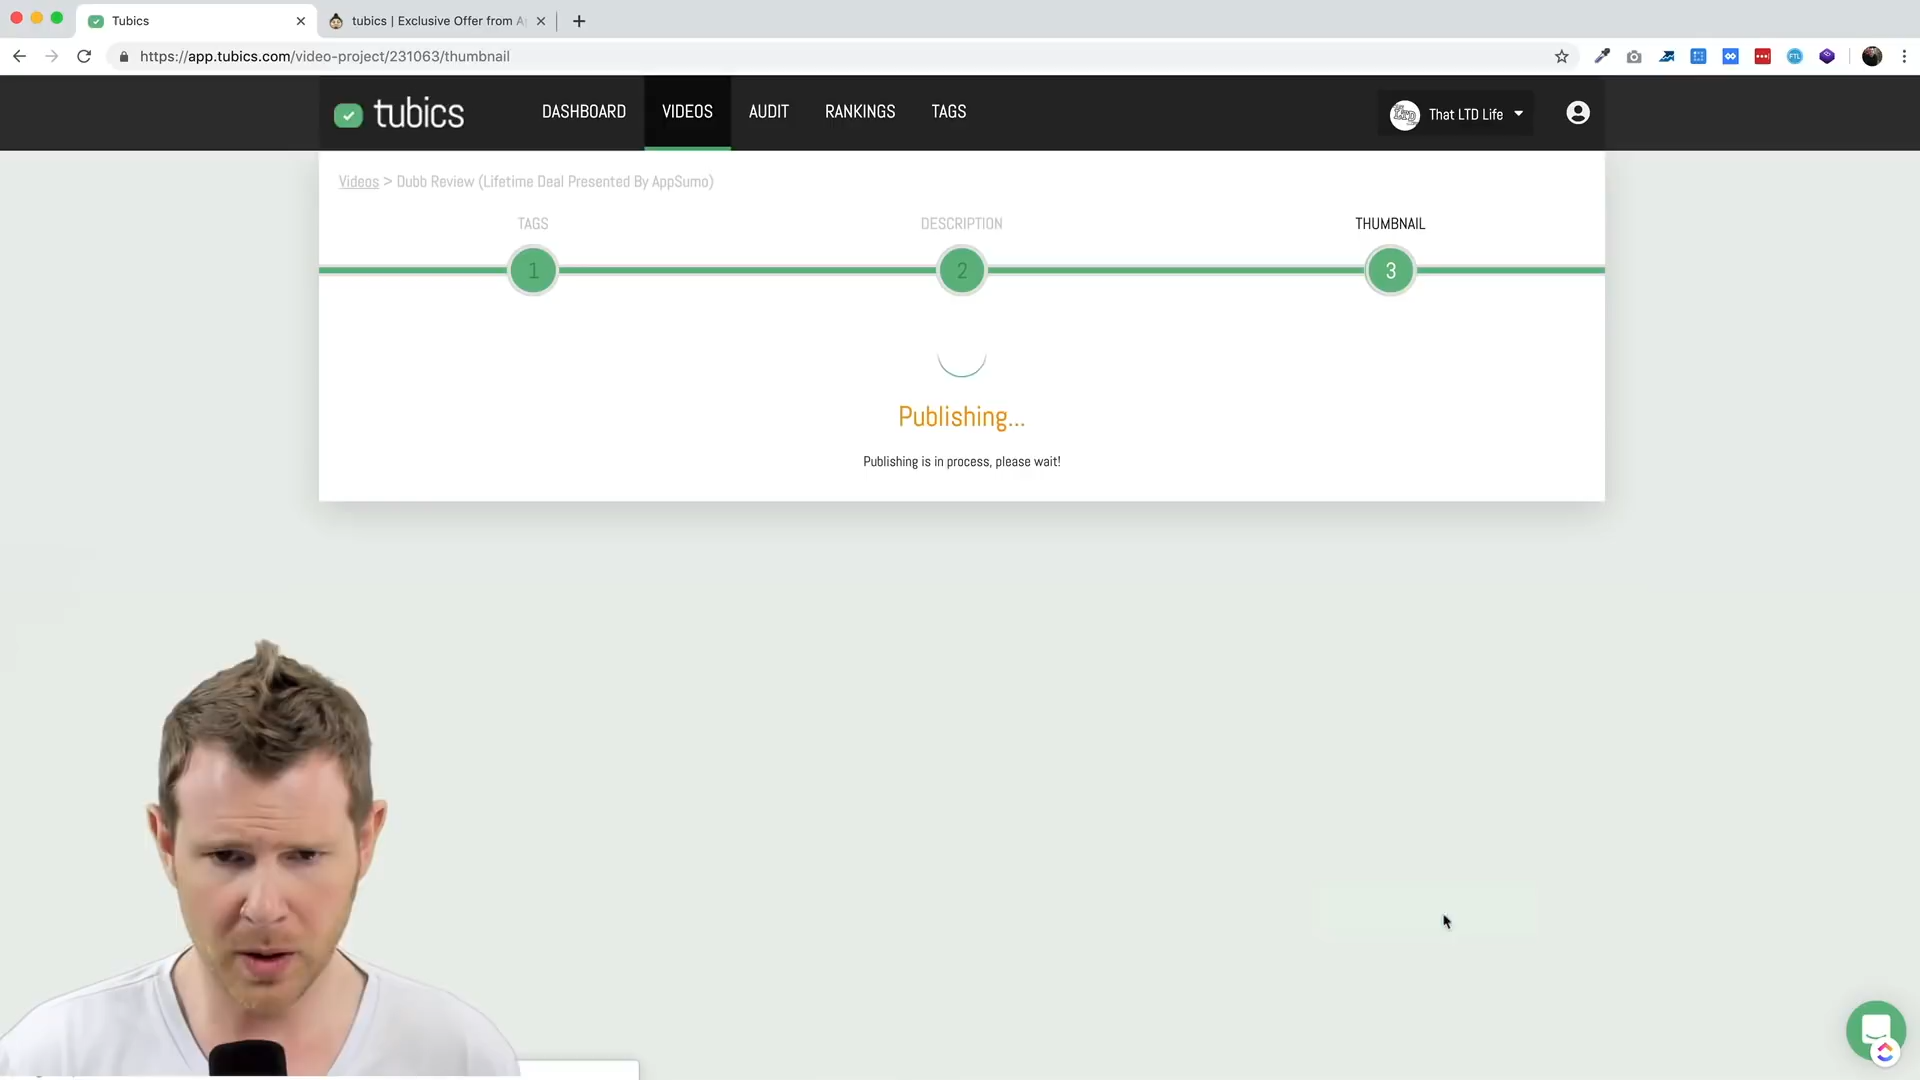 Tubics
tubics | Exclusive Offer from A
https://app.tubics.com/video-project/231063/thumbnail
tubics
DASHBOARD
VIDEOS
AUDIT
RANKINGS
TAGS
That LTD Life
Videos > Dubb Review (Lifetime Deal Presented By AppSumo)
TAGS
DESCRIPTION
THUMBNAIL
1
2
3
Publishing...
Publishing is in process, please wait!